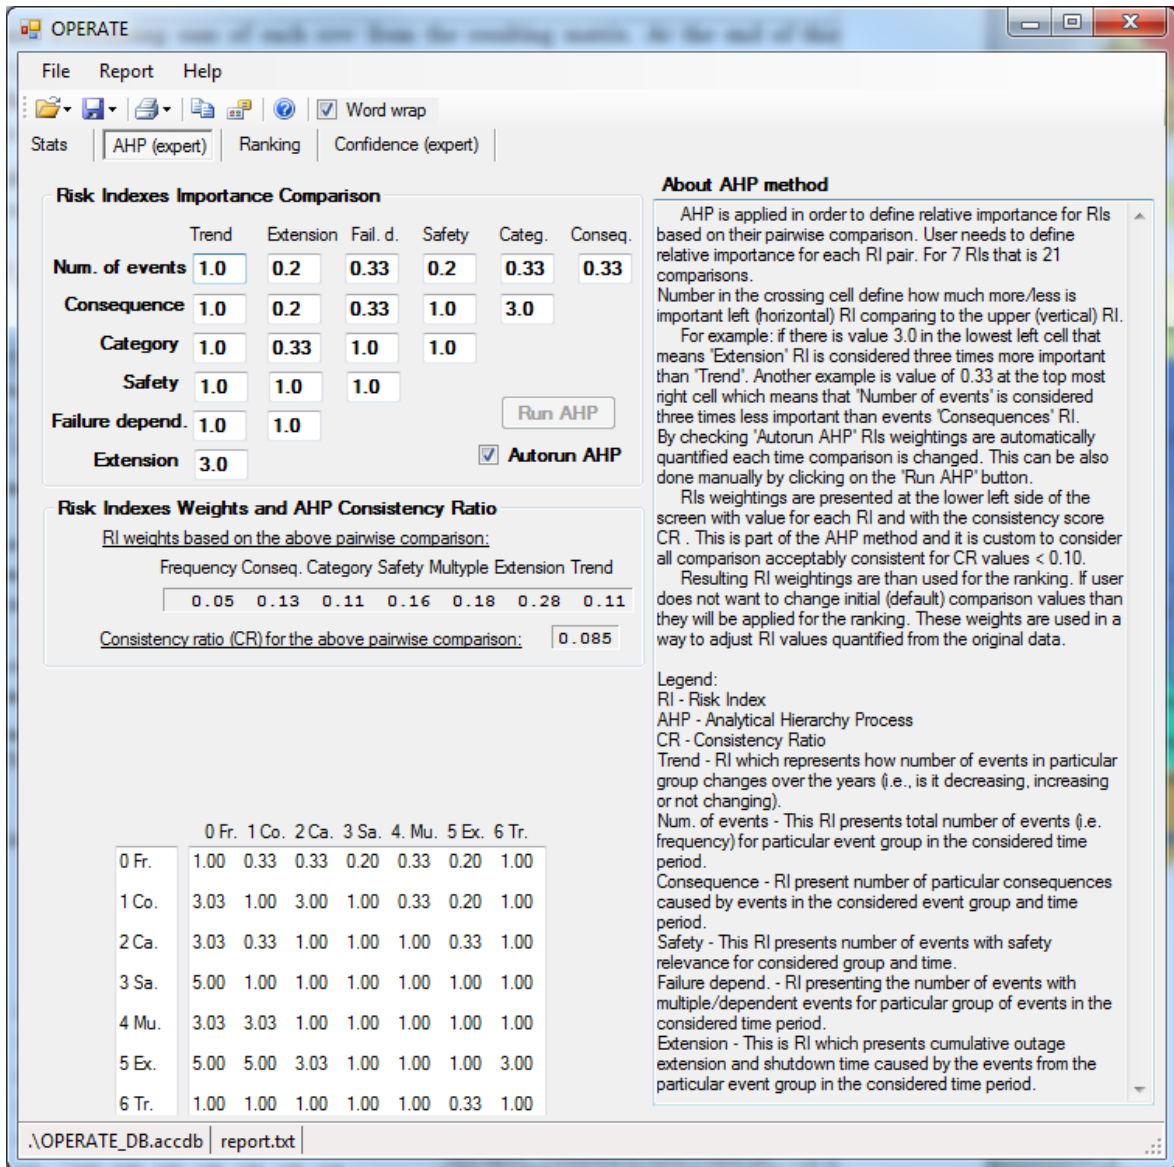 OPERATE
File Report Help
Word wrap
Stats AHP (expert) Ranking Confidence (expert)
Risk Indexes Importance Comparison
Trend Extension Fail. d. Safety Categ. Conseq.
Num. of events 1.0 0.2 0.33 0.2 0.33 0.33
Consequence 1.0 0.2 0.33 1.0 3.0
Category 1.0 0.33 1.0 1.0
Safety 1.0 1.0 1.0
Failure depend. 1.0 1.0
Run AHP
Extension 3.0
Autorun AHP
Risk Indexes Weights and AHP Consistency Ratio
RI weights based on the above pairwise comparison:
Frequency Conseq. Category Safety Multyple Extension Trend
0.05 0.13 0.11 0.16 0.18 0.28 0.11
Consistency ratio (CR) for the above pairwise comparison: 0.085
0 Fr. 1 Co. 2 Ca. 3 Sa. 4. Mu. 5 Ex. 6 Tr.
0 Fr. 1.00 0.33 0.33 0.20 0.33 0.20 1.00
1 Co. 3.03 1.00 3.00 1.00 0.33 0.20 1.00
2 Ca. 3.03 0.33 1.00 1.00 1.00 0.33 1.00
3 Sa. 5.00 1.00 1.00 1.00 1.00 1.00 1.00
4 Mu. 3.03 3.03 1.00 1.00 1.00 1.00 1.00
5 Ex. 5.00 5.00 3.03 1.00 1.00 1.00 3.00
6 Tr. 1.00 1.00 1.00 1.00 1.00 0.33 1.00
About AHP method
AHP is applied in order to define relative importance for RIs
based on their pairwise comparison. User needs to define
relative importance for each RI pair. For 7 RIs that is 21
comparisons.
Number in the crossing cell define how much more/less is
important left (horizontal) RI comparing to the upper (vertical) RI.
For example: if there is value 3.0 in the lowest left cell that
means 'Extension' RI is considered three times more important
than 'Trend'. Another example is value of 0.33 at the top most
right cell which means that 'Number of events' is considered
three times less important than events 'Consequences' RI.
By checking 'Autorun AHP' RIs weightings are automatically
quantified each time comparison is changed. This can be also
done manually by clicking on the 'Run AHP' button.
RIs weightings are presented at the lower left side of the
screen with value for each RI and with the consistency score
CR . This is part of the AHP method and it is custom to consider
all comparison acceptably consistent for CR values < 0.10.
Resulting RI weightings are than used for the ranking. If user
does not want to change initial (default) comparison values than
they will be applied for the ranking. These weights are used in a
way to adjust RI values quantified from the original data.
Legend:
RI - Risk Index
AHP - Analytical Hierarchy Process
CR - Consistency Ratio
Trend - RI which represents how number of events in particular
group changes over the years (i.e., is it decreasing, increasing
or not changing).
Num. of events - This RI presents total number of events (i.e.
frequency) for particular event group in the considered time
period.
Consequence - RI present number of particular consequences
caused by events in the considered event group and time
period.
Safety - This RI presents number of events with safety
relevance for considered group and time.
Failure depend. - RI presenting the number of events with
multiple/dependent events for particular group of events in the
considered time period.
Extension - This is RI which presents cumulative outage
extension and shutdown time caused by the events from the
particular event group in the considered time period.
.\OPERATE_DB.accdb report.txt